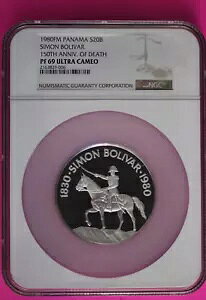 1980FM PANAMA S20B
SIMON BOLIVAR
150TH ANNIV. OF DEATH
PF 69 ULTRA CAMEO
NUMISMATIC GUARANTY CORPORATION
NGC
1830·SIMON BOLIVAR·1980